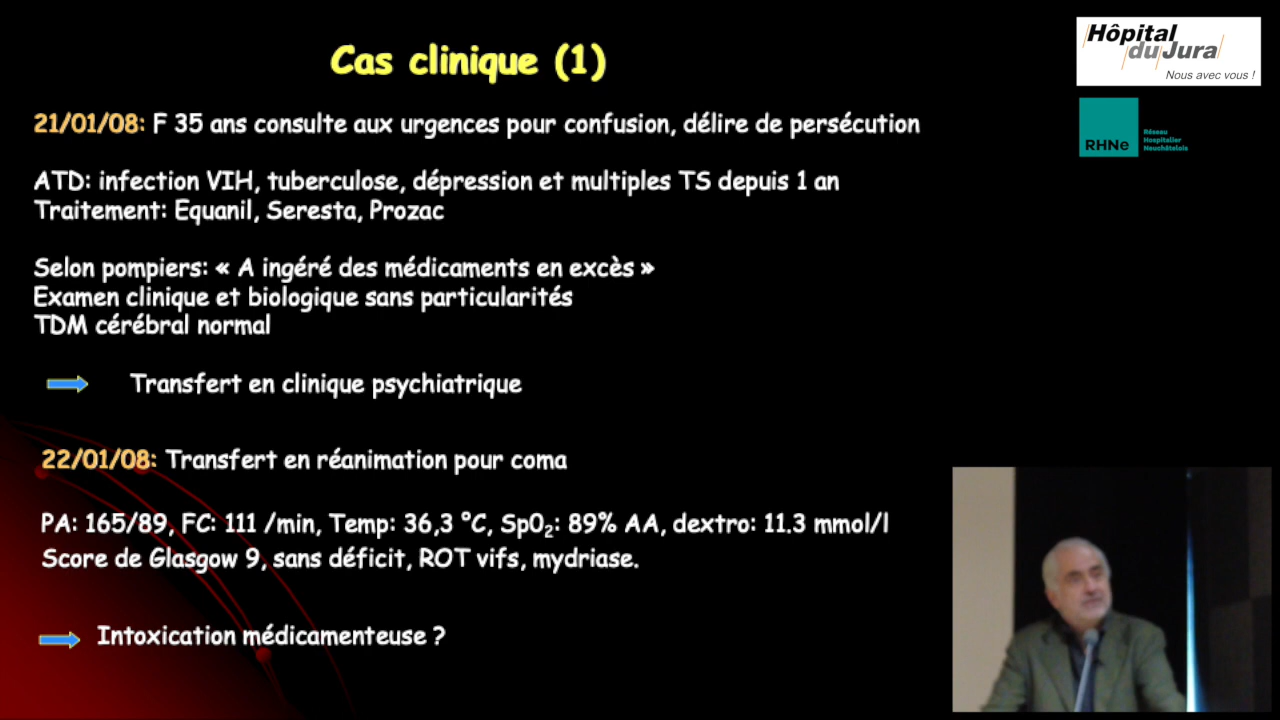 Cas clinique (1)
Hôpital
du Jura
Nous avec vous !
RHNe
Réseau
Hospitalier
Neuchâtelois
21/01/08: F 35 ans consulte aux urgences pour confusion, délire de persécution
ATD: infection VIH, tuberculose, dépression et multiples TS depuis 1 an
Traitement: Equanil, Seresta, Prozac
Selon pompiers: « A ingéré des médicaments en excès »
Examen clinique et biologique sans particularités
TDM cérébral normal
Transfert en clinique psychiatrique
22/01/08: Transfert en réanimation pour coma
PA: 165/89, FC: 111 /min, Temp: 36,3 °C, Sp0₂: 89% AA, dextro: 11.3 mmol/l
Score de Glasgow 9, sans déficit, ROT vifs, mydriase.
Intoxication médicamenteuse ?